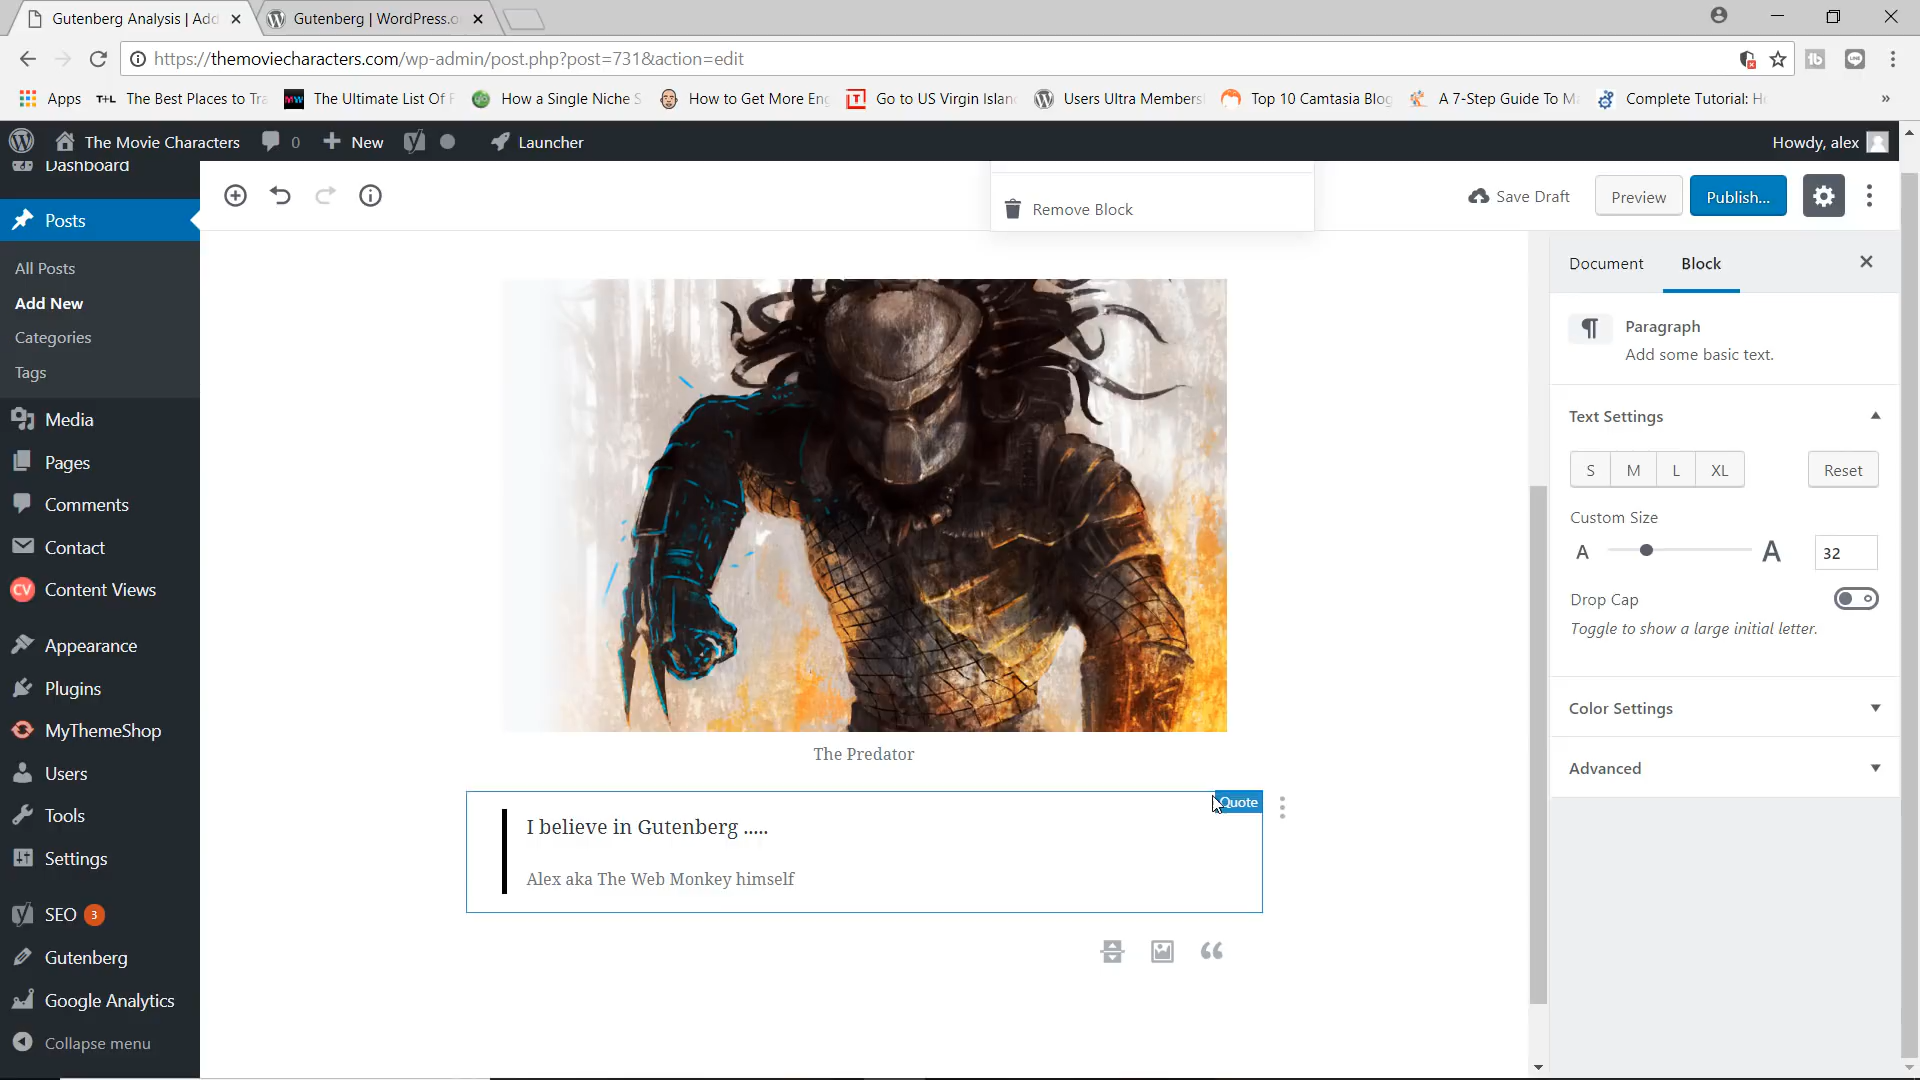 Gutenberg Analysis | Add
Gutenberg | WordPress.o
https://themoviecharacters.com/wp-admin/post.php?post=731&action=edit
Apps
T+L The Best Places to Tra
MW The Ultimate List Of F
How a Single Niche S
How to Get More Eng
Go to US Virgin Islan
Users Ultra Members
Top 10 Camtasia Blog
A 7-Step Guide To Ma
Complete Tutorial: H
»
The Movie Characters
0
New
Launcher
Howdy, alex
Dashboard
Posts
All Posts
Add New
Categories
Tags
Media
Pages
Comments
Contact
CV Content Views
Appearance
Plugins
MyThemeShop
Users
Tools
Settings
SEO 3
Gutenberg
Google Analytics
Collapse menu
Remove Block
Save Draft
Preview
Publish...
The Predator
Quote
I believe in Gutenberg .....
Alex aka The Web Monkey himself
Document
Block
Paragraph
Add some basic text.
Text Settings
S M L XL
Reset
Custom Size
A A 32
Drop Cap
Toggle to show a large initial letter.
Color Settings
Advanced